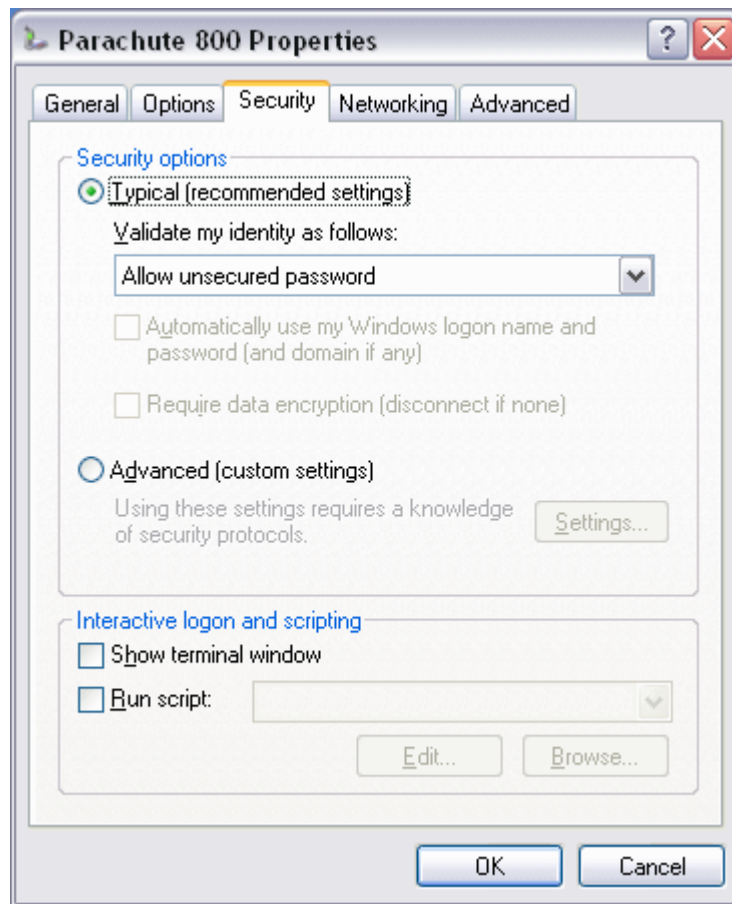 Parachute 800 Properties
General Options Security Networking Advanced
Security options
Typical (recommended settings)
Validate my identity as follows:
Allow unsecured password
Automatically use my Windows logon name and
password (and domain if any)
Require data encryption (disconnect if none)
Advanced (custom settings)
Using these settings requires a knowledge
of security protocols.
Settings...
Interactive logon and scripting
Show terminal window
Run script:
Edit... Browse...
OK Cancel